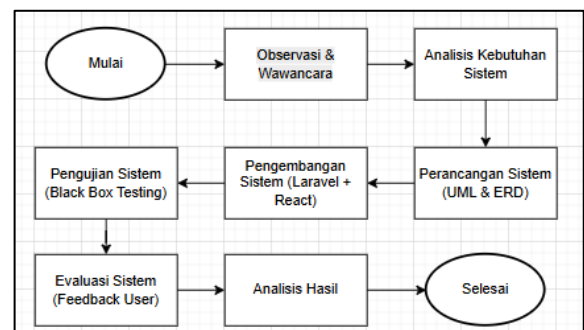 Mulai
Observasi &
Wawancara
Analisis Kebutuhan
Sistem
Perancangan Sistem
(UML & ERD)
Pengembangan
Sistem (Laravel +
React)
Pengujian Sistem
(Black Box Testing)
Evaluasi Sistem
(Feedback User)
Analisis Hasil
Selesai